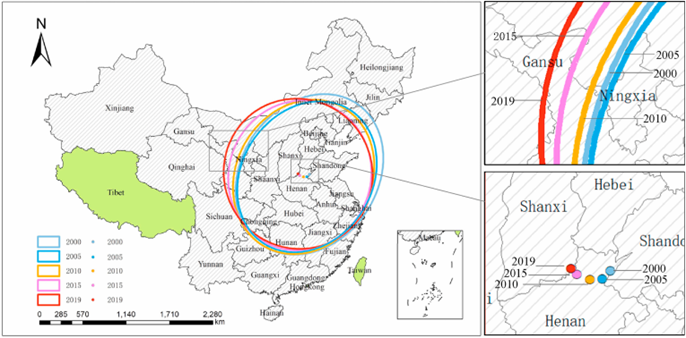 N
Heilongjiang
Jilin
Inner Mongolia
Liaoning
Xinjiang
Gansu
Beijing
Tianjin
Hebei
Shanxi
Ningxia
Shandong
Qinghai
Shaanxi
Henan
Tibet
Jiangsu
Anhui
Shanghai
Hubei
Sichuan
Chongqing
Zhejiang
Jiangxi
Hunan
Guizhou
Fujian
Yunnan
Guangxi
Guangdong
HongKong
Taiwan
Hainan
2000 2000
2005 2005
2010 2010
2015 2015
2019 2019
0 285 570 1,140 1,710 2,280
km
2015
2005
Gansu
2000
2019
Ningxia
2010
Hebei
Shanxi
Shando
2019
2015
2010
2000
2005
i
Henan